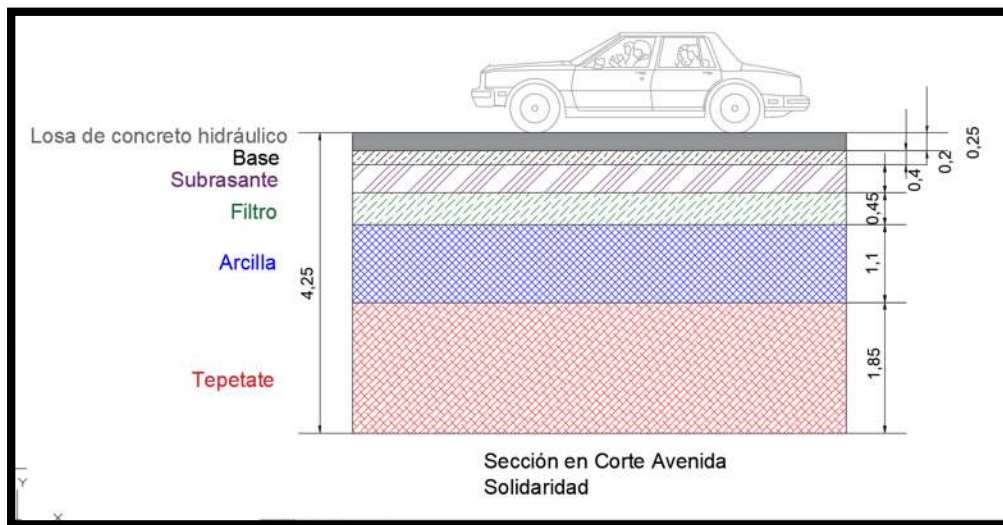 Losa de concreto hidráulico
Base
Subrasante
Filtro
Arcilla
Tepetate
4,25
0,25
0,2
0,4
0,45
1,1
1,85
Sección en Corte Avenida
Solidaridad
Y
X